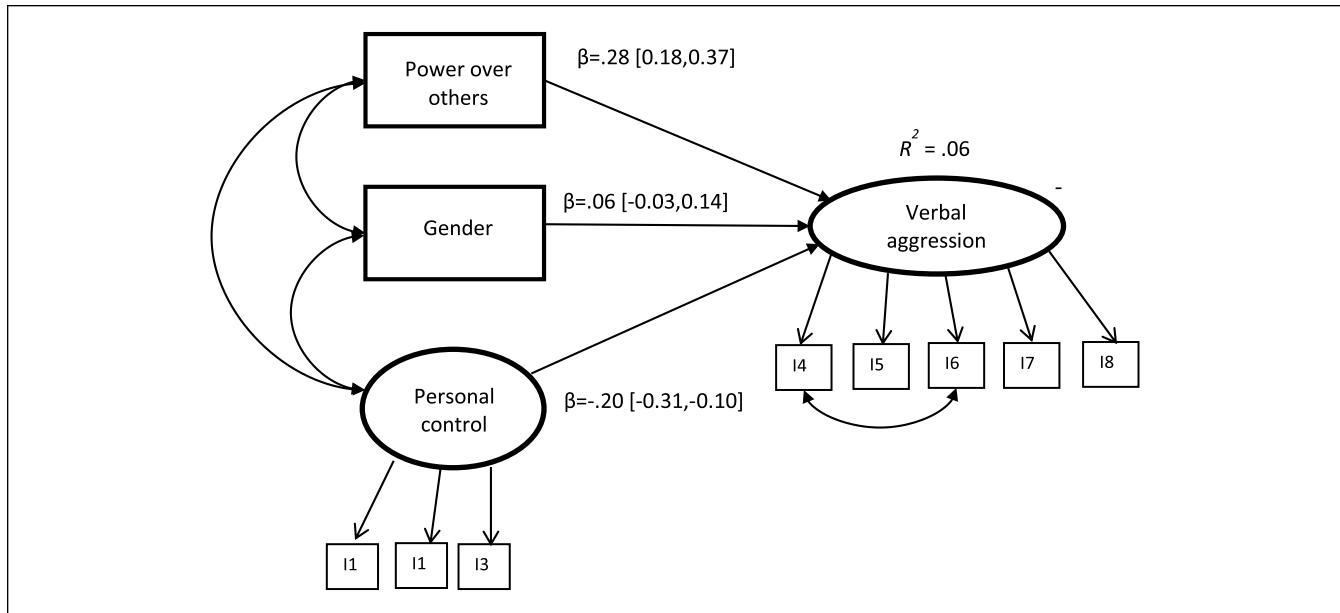 Power over
others
β=.28 [0.18,0.37]
R² = .06
-
Gender
β=.06 [-0.03,0.14]
Verbal
aggression
I4
I5
I6
I7
I8
Personal
control
β=-.20 [-0.31,-0.10]
I1
I1
I3